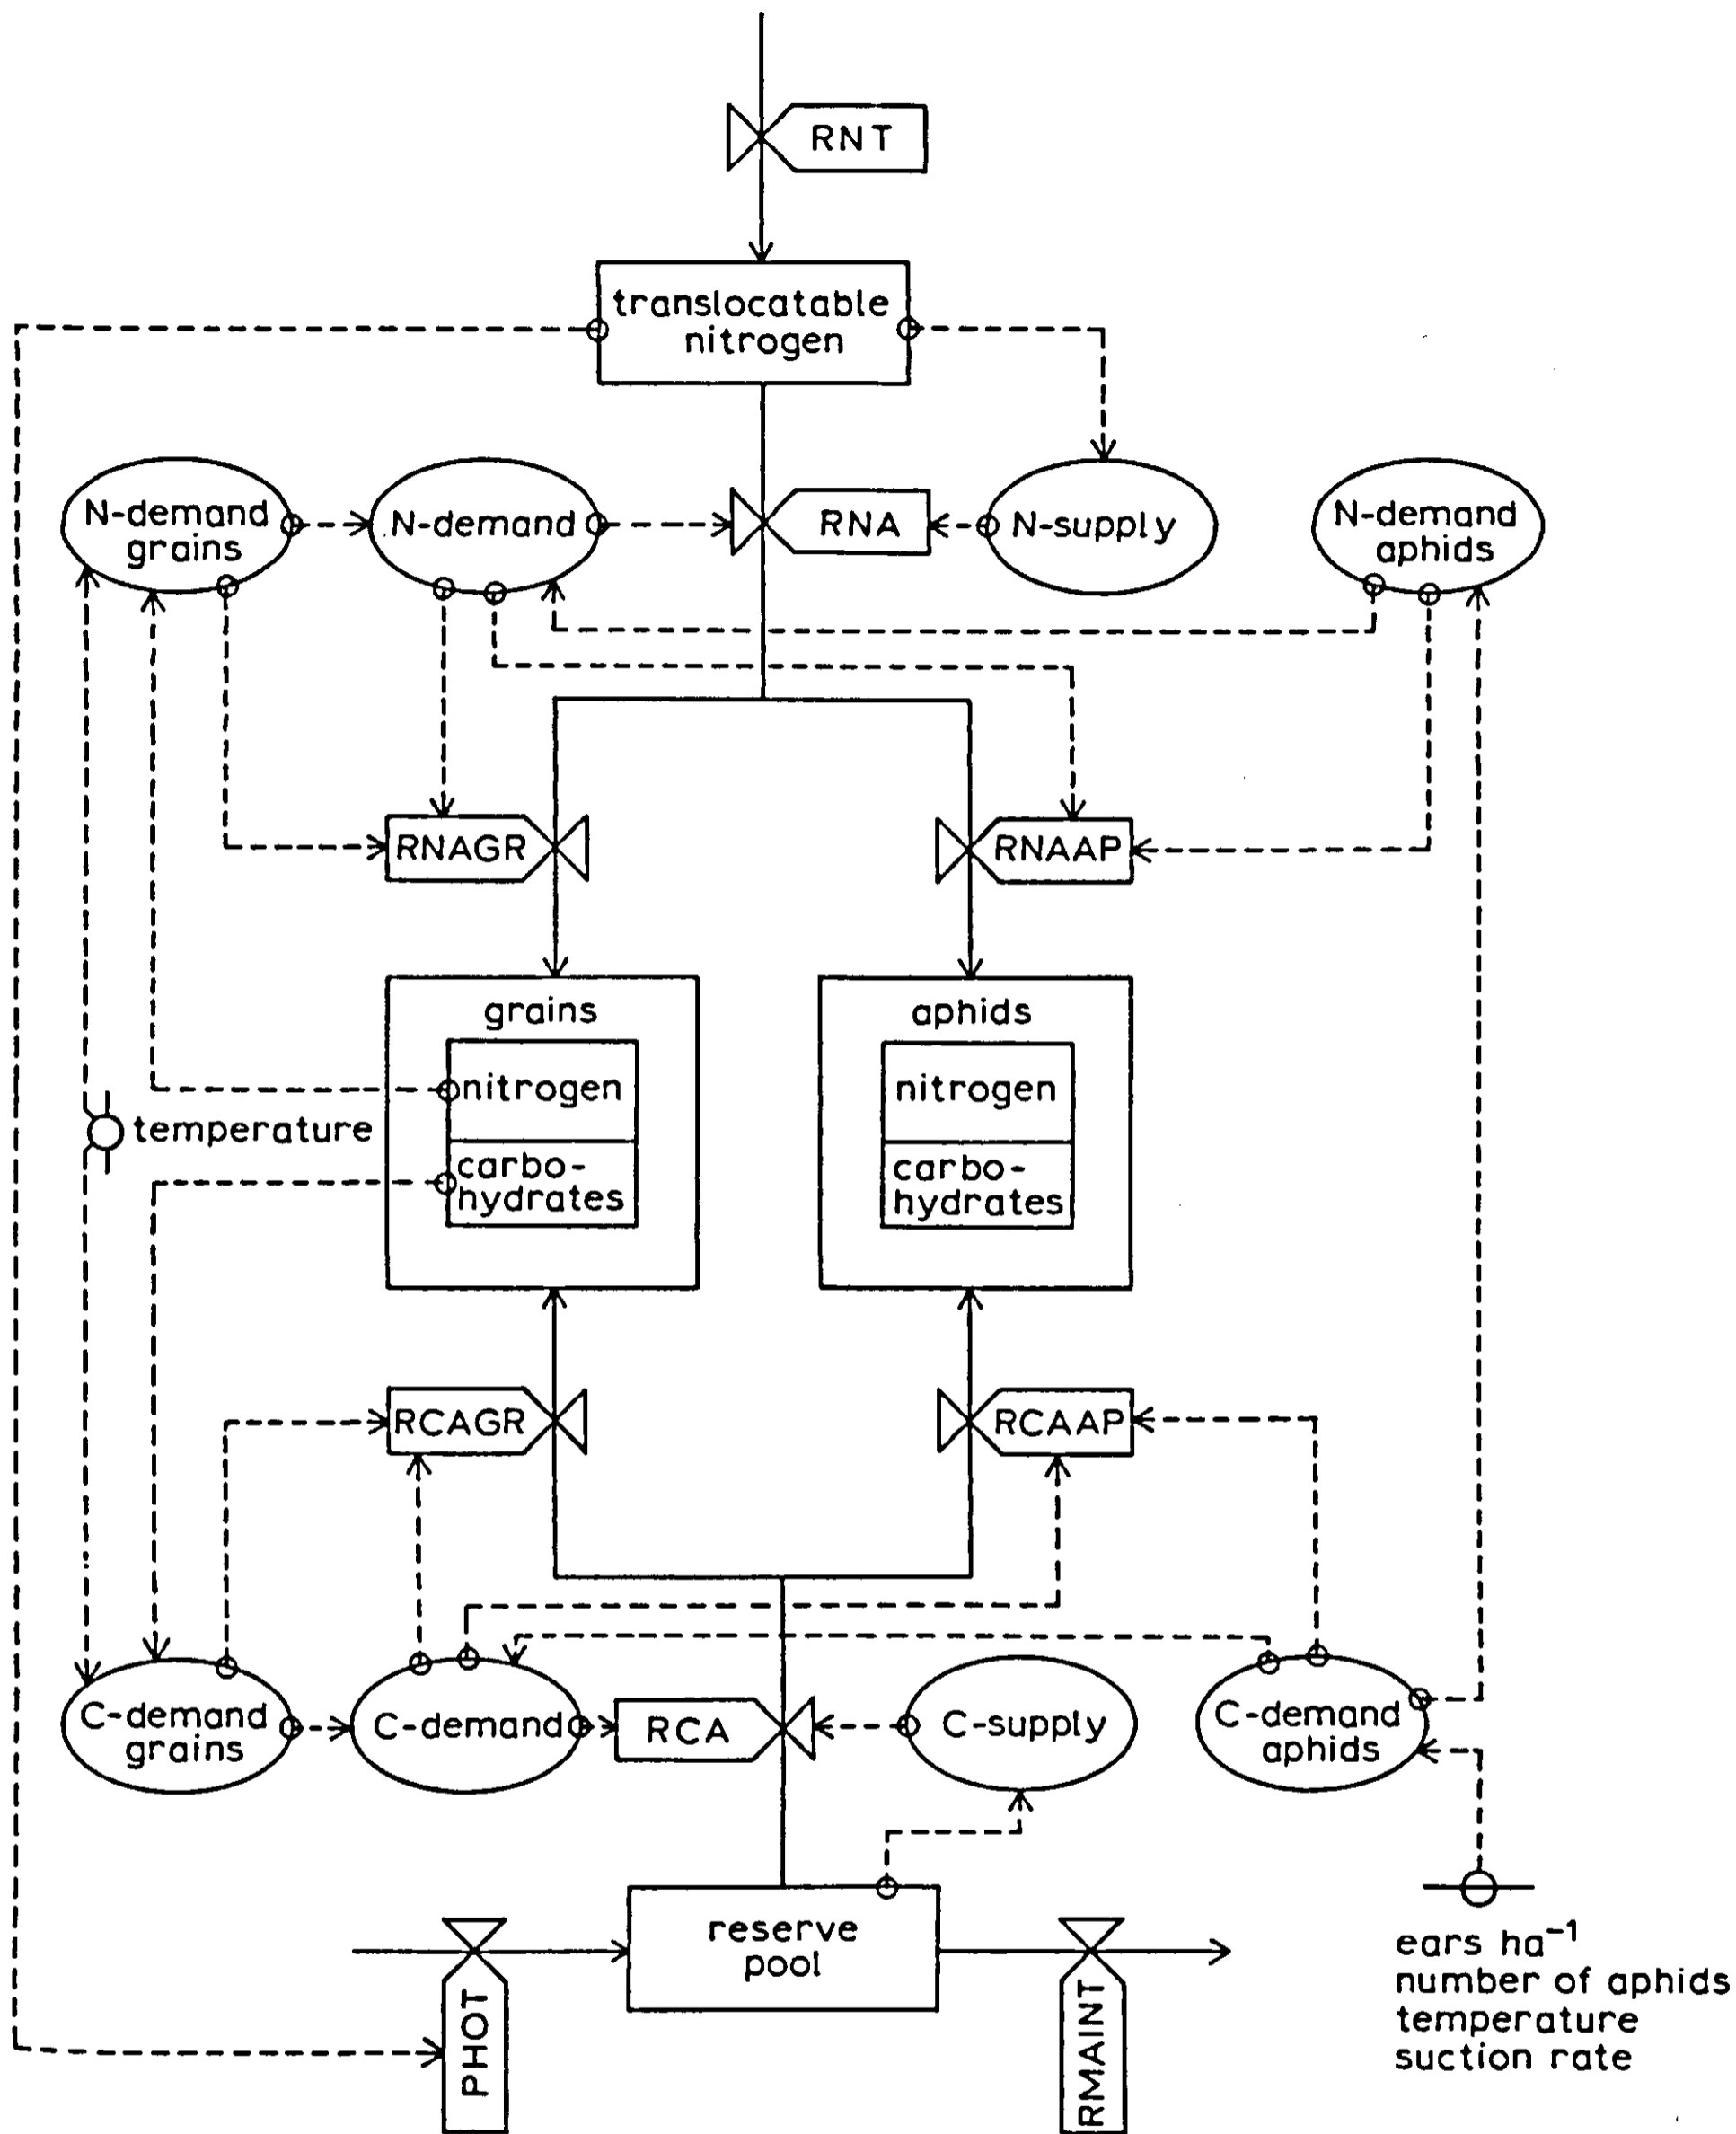 RNT
translocatable
nitrogen
N-demand
grains
N-demand
RNA
N-supply
N-demand
aphids
RNAGR
RNAAP
grains
nitrogen
carbo-
hydrates
aphids
nitrogen
carbo-
hydrates
temperature
RCAGR
RCAAP
C-demand
grains
C-demand
RCA
C-supply
C-demand
aphids
reserve
pool
PHOT
RMAINT
ears ha⁻¹
number of aphids
temperature
suction rate